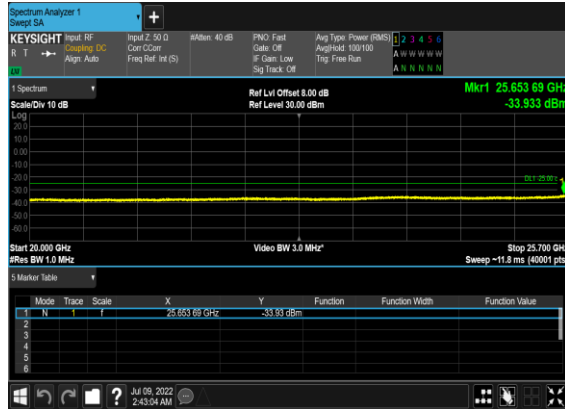 Spectrum Analyzer 1
Swept SA
+
KEYSIGHT Input: RF Input Z: 50 Ω #Atten: 40 dB PNO: Fast Avg Type: Power (RMS) 1 2 3 4 5 6
R T Coupling: DC Corr CCorr Gate: Off Avg|Hold: 100/100 A W W W W W
Align: Auto Freq Ref: Int (S) IF Gain: Low Trig: Free Run
Sig Track: Off A N N N N N
1 Spectrum Ref Lvl Offset 8.00 dB Mkr1 25.653 69 GHz
Scale/Div 10 dB Ref Level 30.00 dBm -33.933 dBm
Log
20.0
10.0
0.00
-10.0
-20.0
DL1 -25.00
-30.0
-40.0
-50.0
-60.0
Start 20.000 GHz Video BW 3.0 MHz* Stop 25.700 GH
#Res BW 1.0 MHz Sweep ~11.8 ms (40001 pts
5 Marker Table
Mode Trace Scale X Y Function Function Width Function Value
1 N 1 f 25.653 69 GHz -33.93 dBm
2
3
4
5
6
? Jul 09, 2022
2:43:04 AM